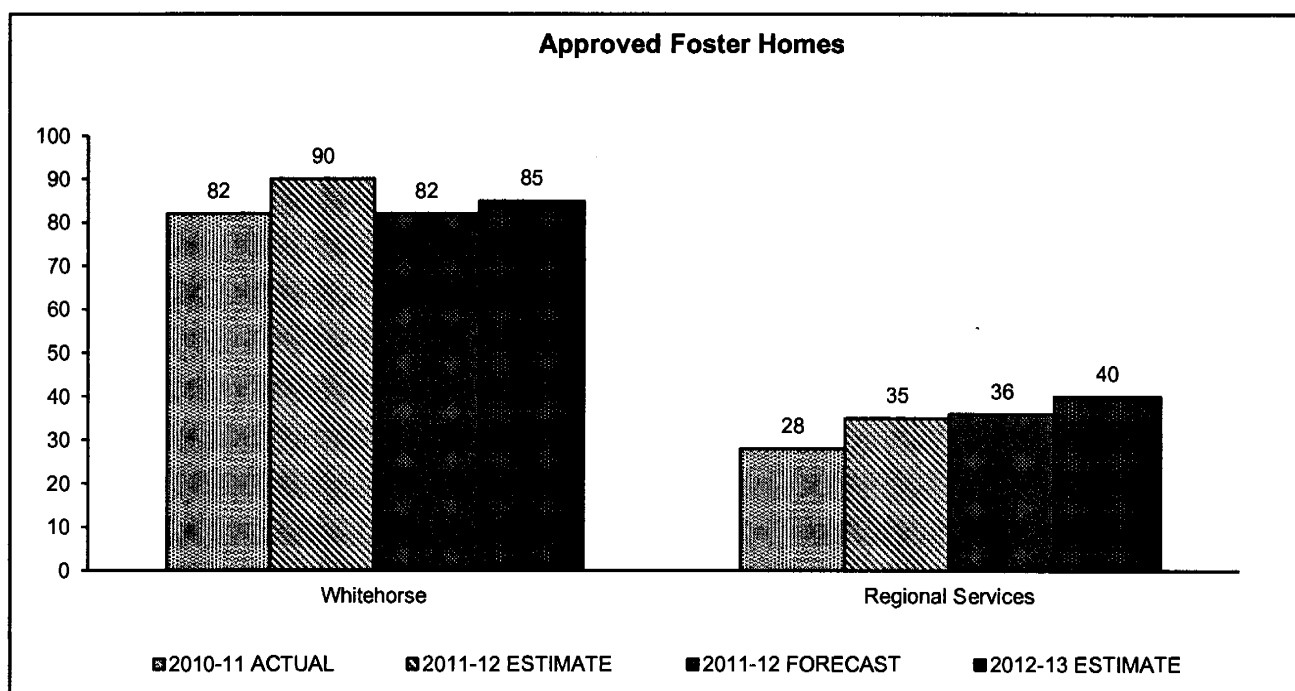 Approved Foster Homes
100
90
80
70
60
50
40
30
20
10
0
82
90
82
85
28
35
36
40
Whitehorse
Regional Services
2010-11 ACTUAL
2011-12 ESTIMATE
2011-12 FORECAST
2012-13 ESTIMATE